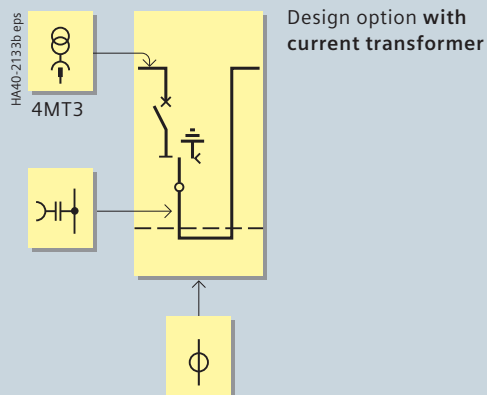 HA40-2133b eps
Design option with
current transformer
4MT3